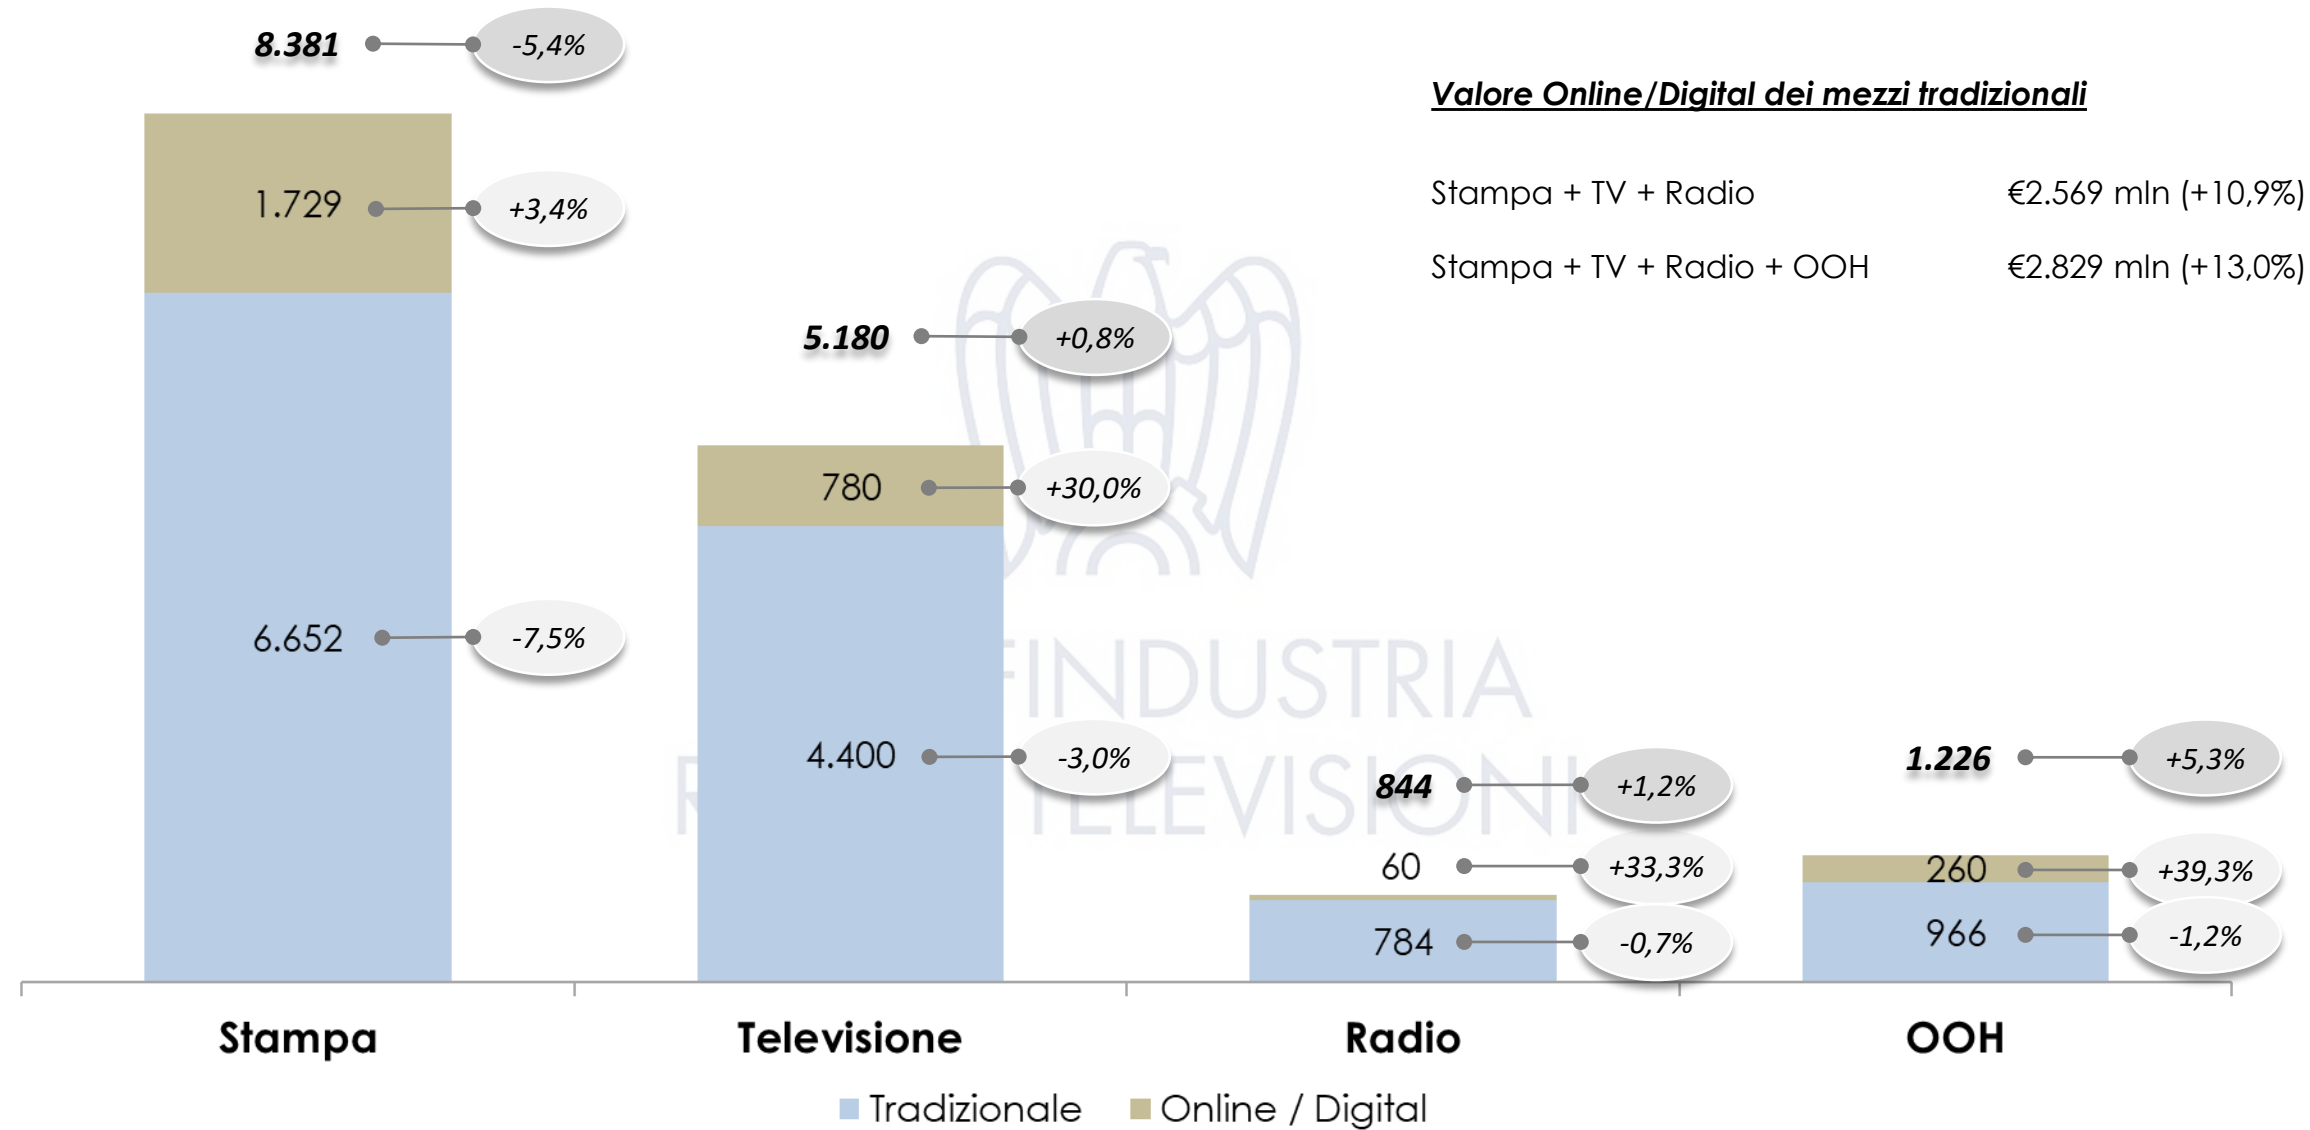 8.381 -5,4%
Valore Online/Digital dei mezzi tradizionali
1.729 +3,4%
Stampa + TV + Radio €2.569 mln (+10,9%)
Stampa + TV + Radio + OOH €2.829 mln (+13,0%)
5.180 +0,8%
780 +30,0%
6.652 -7,5%
FINDUSTRIA
4.400 -3,0%
TELEVISIONI
844 +1,2%
1.226 +5,3%
60 +33,3%
260 +39,3%
784 -0,7%
966 -1,2%
Stampa Televisione Radio OOH
Tradizionale Online / Digital